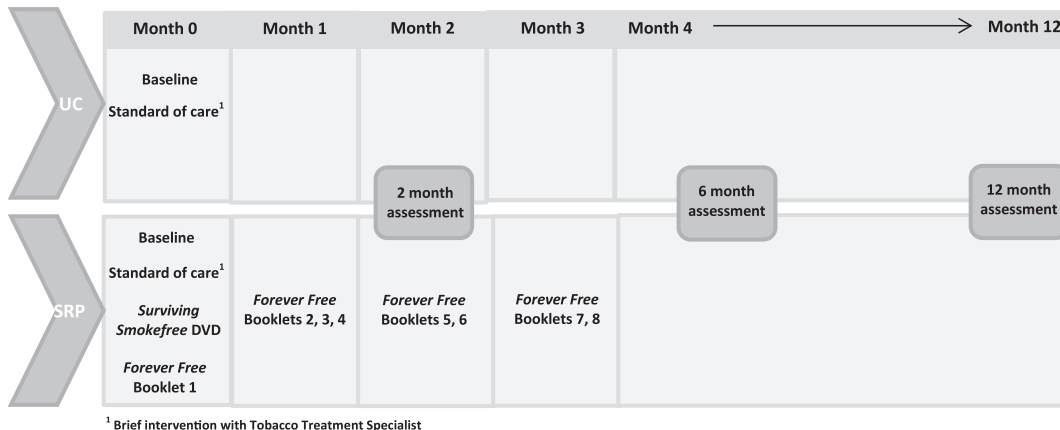 Month 0 Month 1 Month 2 Month 3 Month 4 Month 12
UC
Baseline
Standard of care1
2 month
assessment
6 month
assessment
12 month
assessment
SRP
Baseline
Standard of care1
Surviving
Smokefree DVD
Forever Free
Booklet 1
Forever Free
Booklets 2, 3, 4
Forever Free
Booklets 5, 6
Forever Free
Booklets 7, 8
1 Brief intervention with Tobacco Treatment Specialist